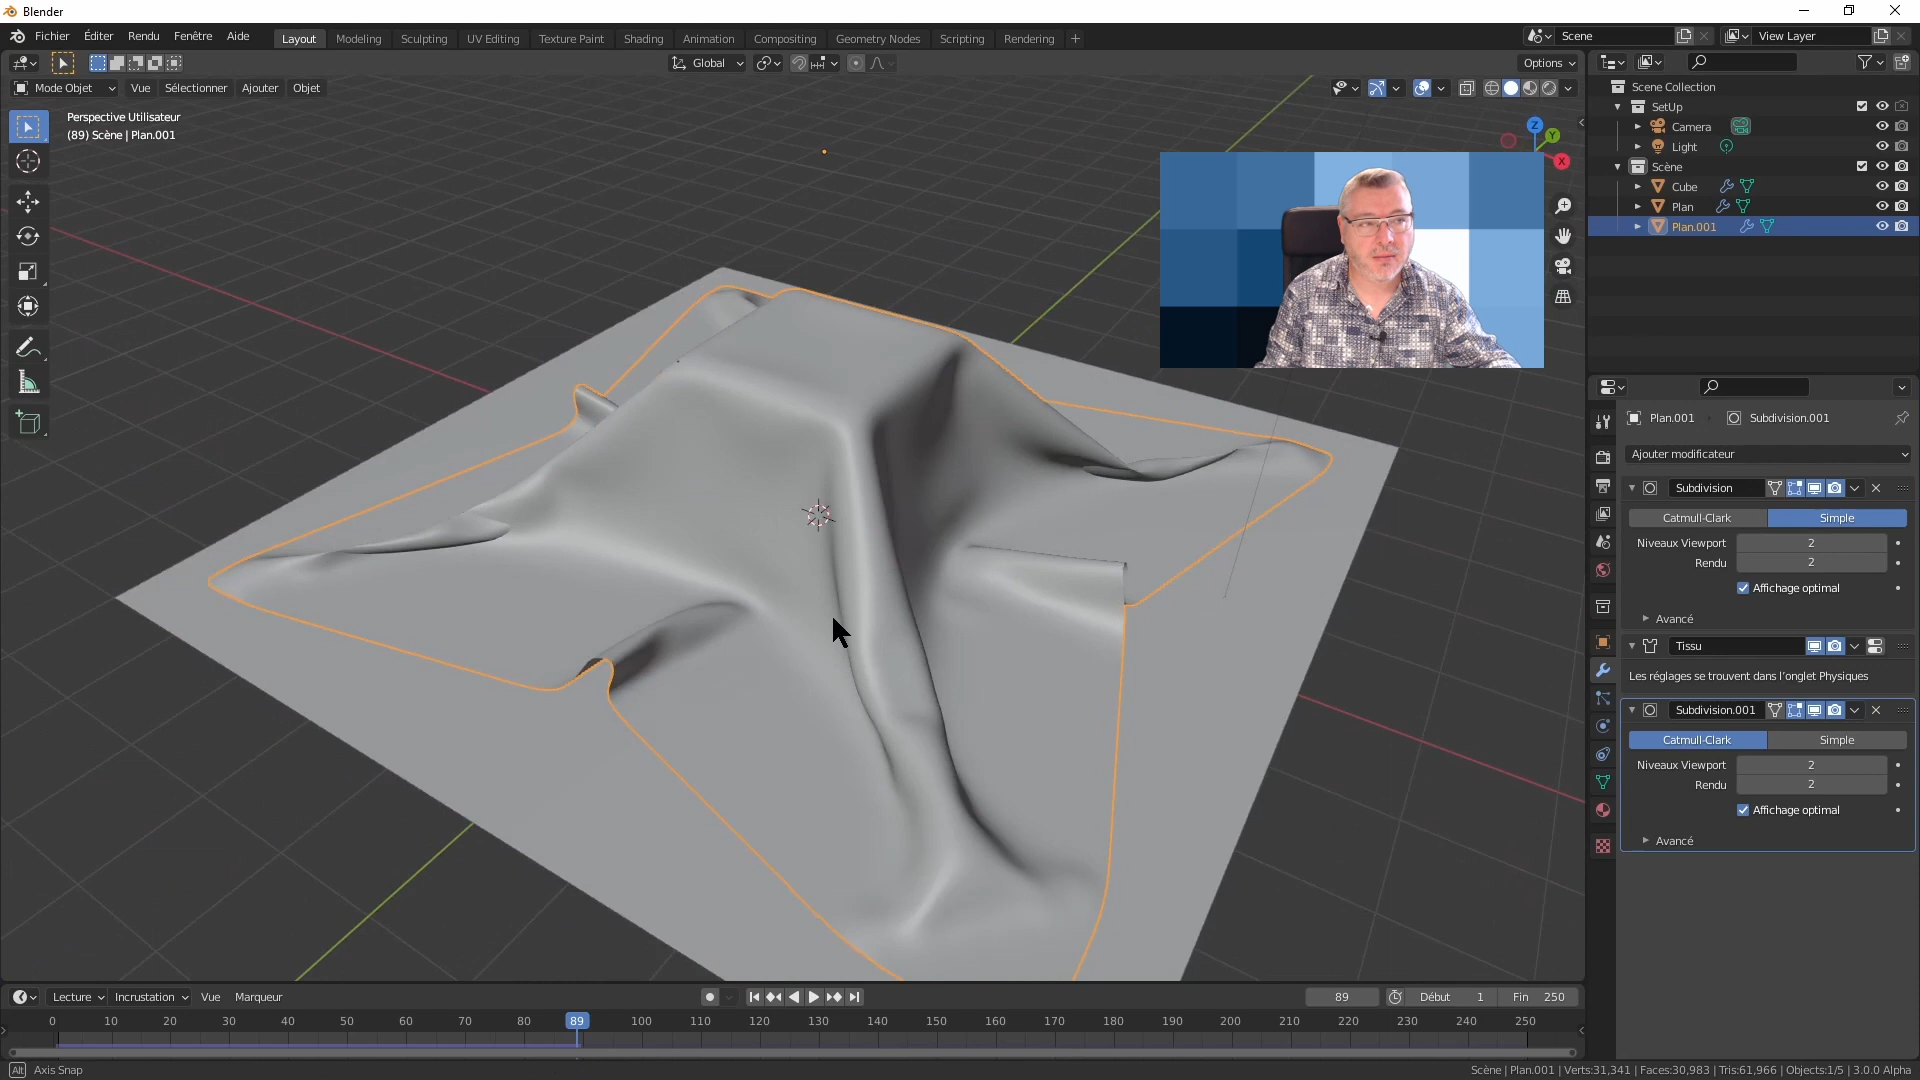 Blender
Fichier Éditer Rendu Fenêtre Aide Layout Modeling Sculpting UV Editing Texture Paint Shading Animation Compositing Geometry Nodes Scripting Rendering + Scene View Layer
Global Options
Mode Objet Vue Sélectionner Ajouter Objet
Perspective Utilisateur
(89) Scène | Plan.001
Z
Y
X
Scene Collection
SetUp
Camera
Light
Scène
Cube
Plan
Plan.001
Plan.001 Subdivision.001
Ajouter modificateur
Subdivision
Catmull-Clark Simple
Niveaux Viewport 2
Rendu 2
Affichage optimal
Avancé
Tissu
Les réglages se trouvent dans l'onglet Physiques
Subdivision.001
Catmull-Clark Simple
Niveaux Viewport 2
Rendu 2
Affichage optimal
Avancé
Lecture Incrustation Vue Marqueur 89 Début 1 Fin 250
0 10 20 30 40 50 60 70 80 89 100 110 120 130 140 150 160 170 180 190 200 210 220 230 240 250
Alt Axis Snap
Scène | Plan.001 | Verts:31,341 | Faces:30,983 | Tris:61,966 | Objects:1/5 | 3.0.0 Alpha